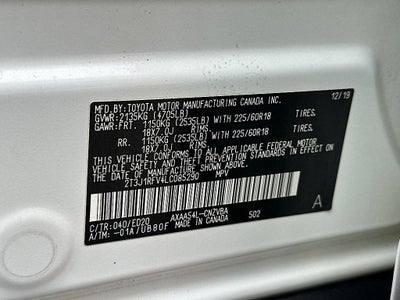 MFD.BY:TOYOTA MOTOR MANUFACTURING CANADA INC. 12/19
GVWR: 2135KG (4705LB)
GAWR:FRT. 1150KG (2535LB) WITH 225/60R18 TIRES.
18X7.0J RIMS.
RR. 1150KG (2535LB) WITH 225/60R18 TIRES.
18X7.0J RIMS.
THIS VEHICLE CONFORMS TO ALL APPLICABLE FEDERAL MOTOR
VEHICLE SAFETY AND THEFT PREVENTION STANDARDS IN
EFFECT ON THE DATE OF MANUFACTURE SHOWN ABOVE.
2T3J1RFV4LC085290 MPV
A
C/TR:040/ED20 AXAA54L-CNZVBA 502
A/TM:-01A/UB80F MADE IN CANADA